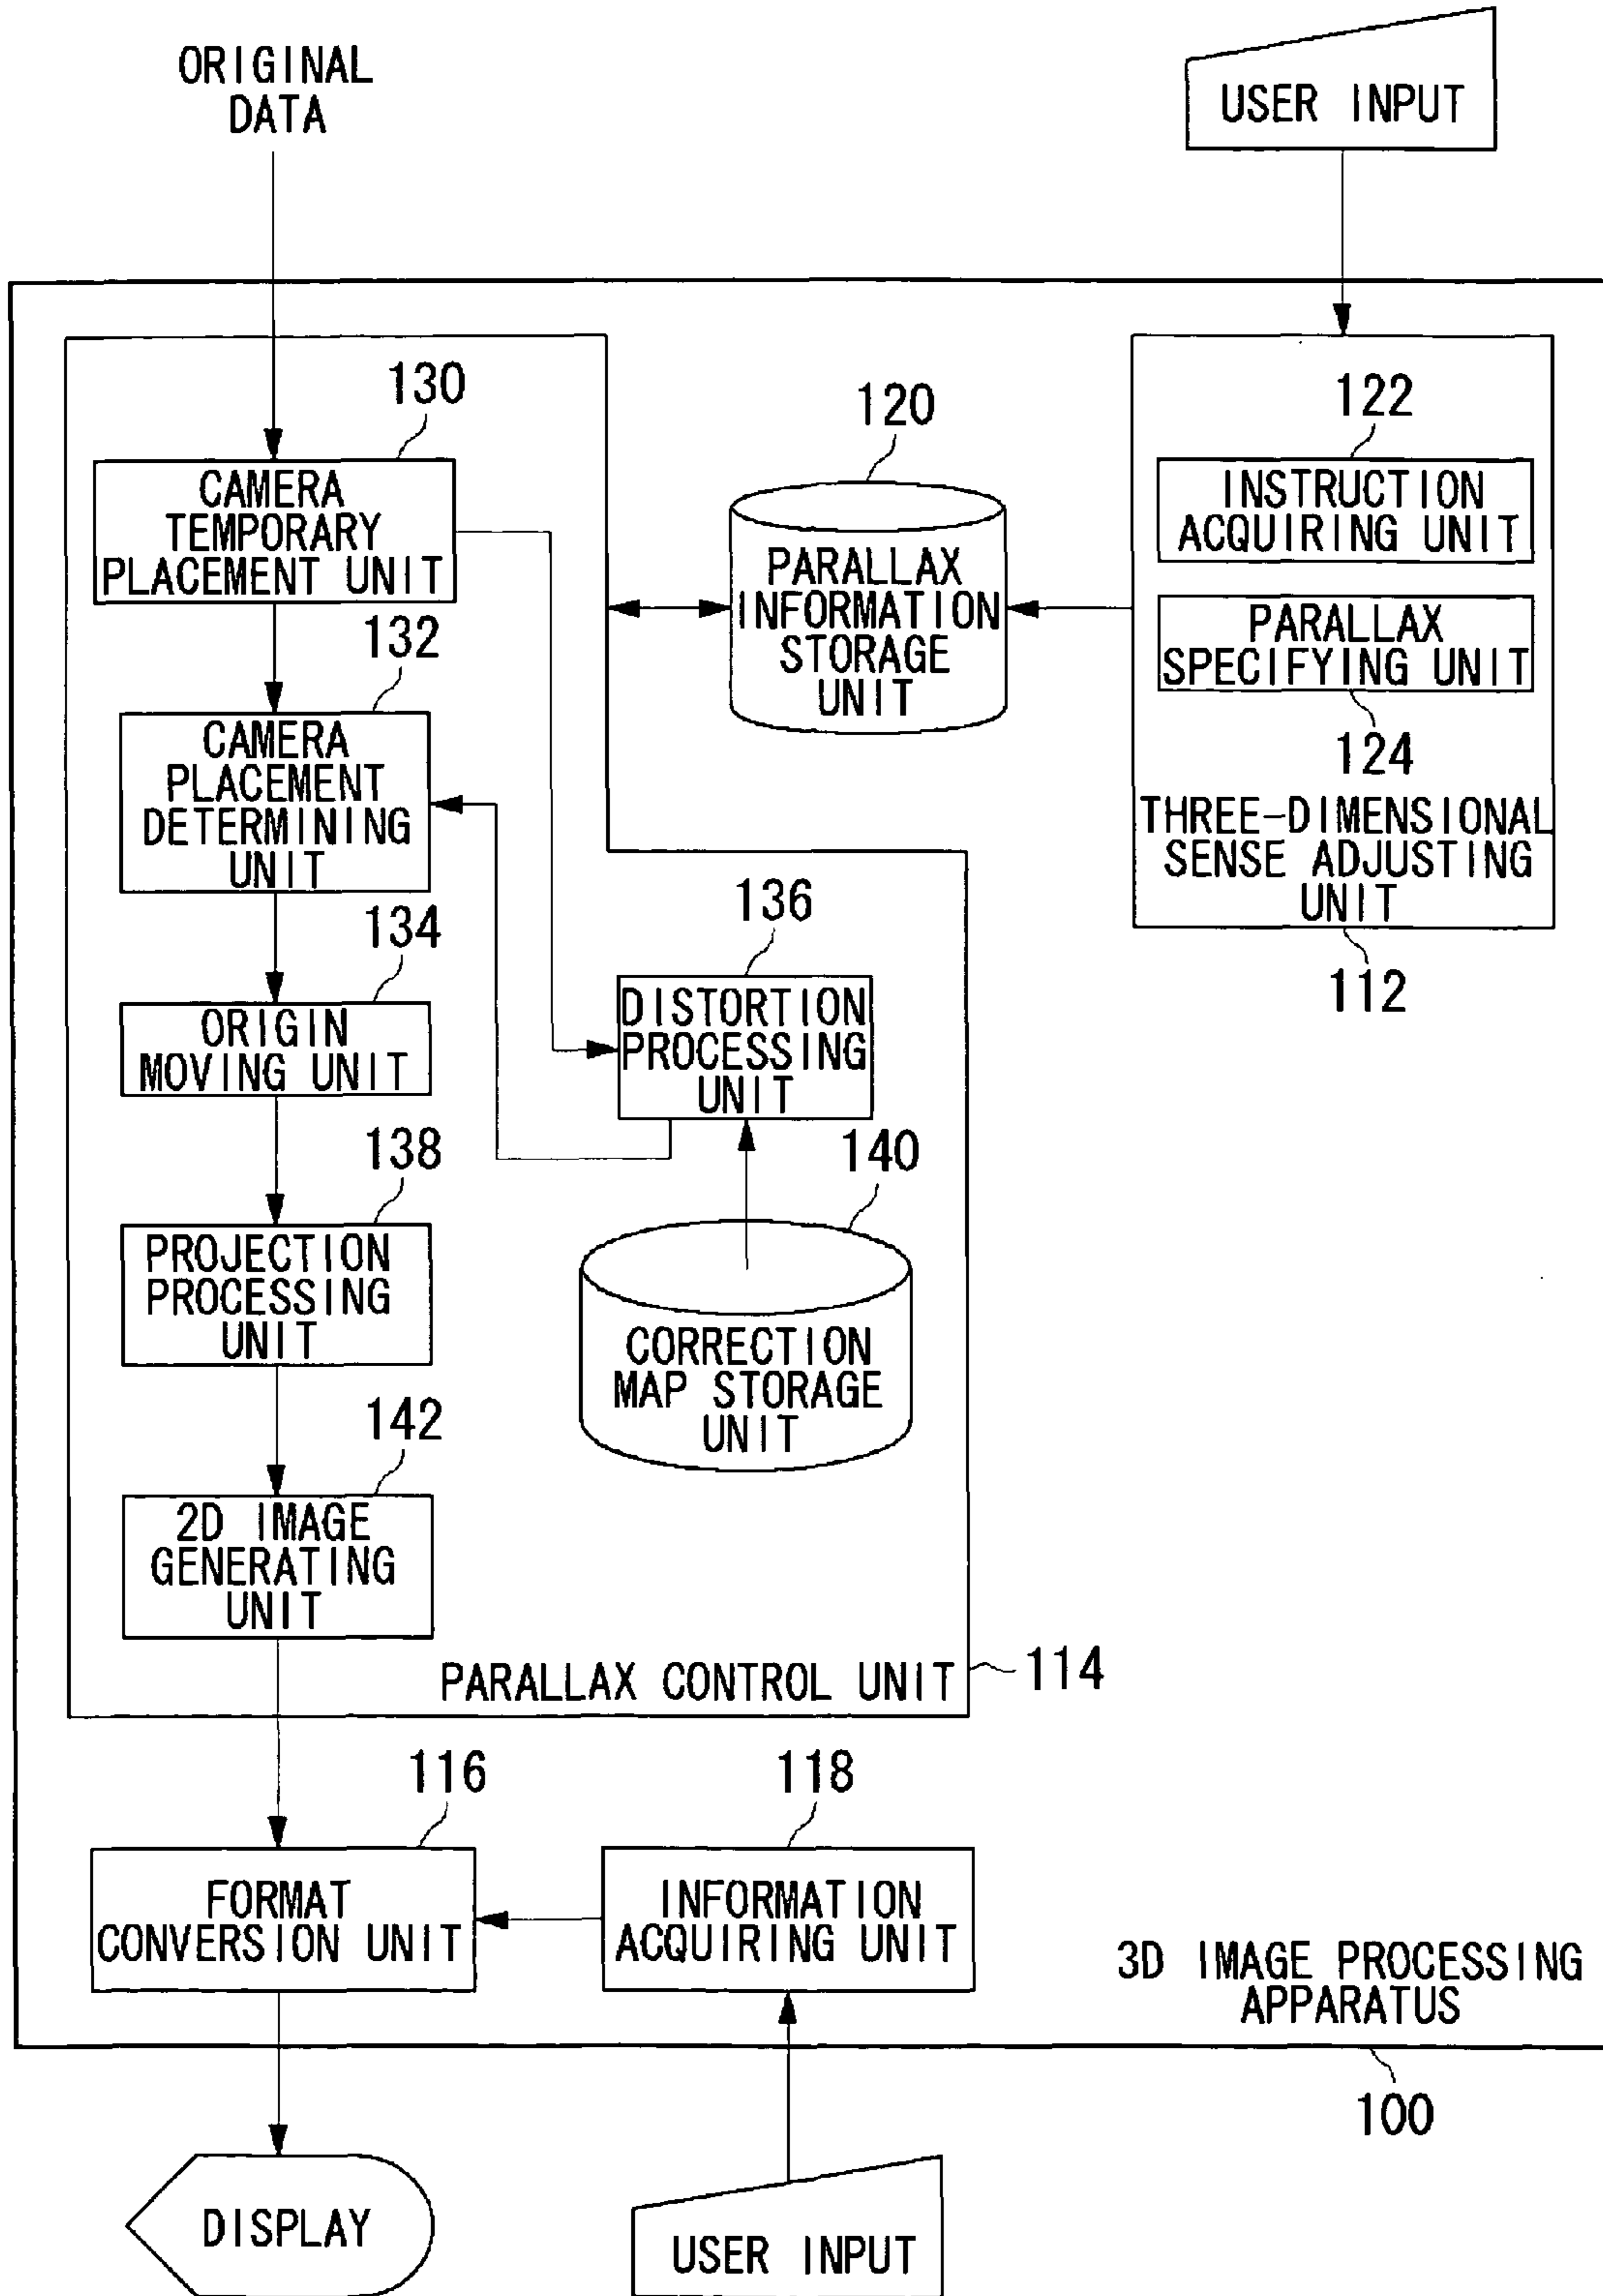 ORIGINAL
DATA
USER INPUT
130
CAMERA
TEMPORARY
PLACEMENT UNIT
132
CAMERA
PLACEMENT
DETERMINING
UNIT
134
ORIGIN
MOVING UNIT
138
PROJECTION
PROCESSING
UNIT
142
2D IMAGE
GENERATING
UNIT
136
DISTORTION
PROCESSING
UNIT
140
CORRECTION
MAP STORAGE
UNIT
PARALLAX CONTROL UNIT
114
120
PARALLAX
INFORMATION
STORAGE
UNIT
122
INSTRUCTION
ACQUIRING UNIT
PARALLAX
SPECIFYING UNIT
124
THREE-DIMENSIONAL
SENSE ADJUSTING
UNIT
112
116
FORMAT
CONVERSION UNIT
118
INFORMATION
ACQUIRING UNIT
3D IMAGE PROCESSING
APPARATUS
100
DISPLAY
USER INPUT